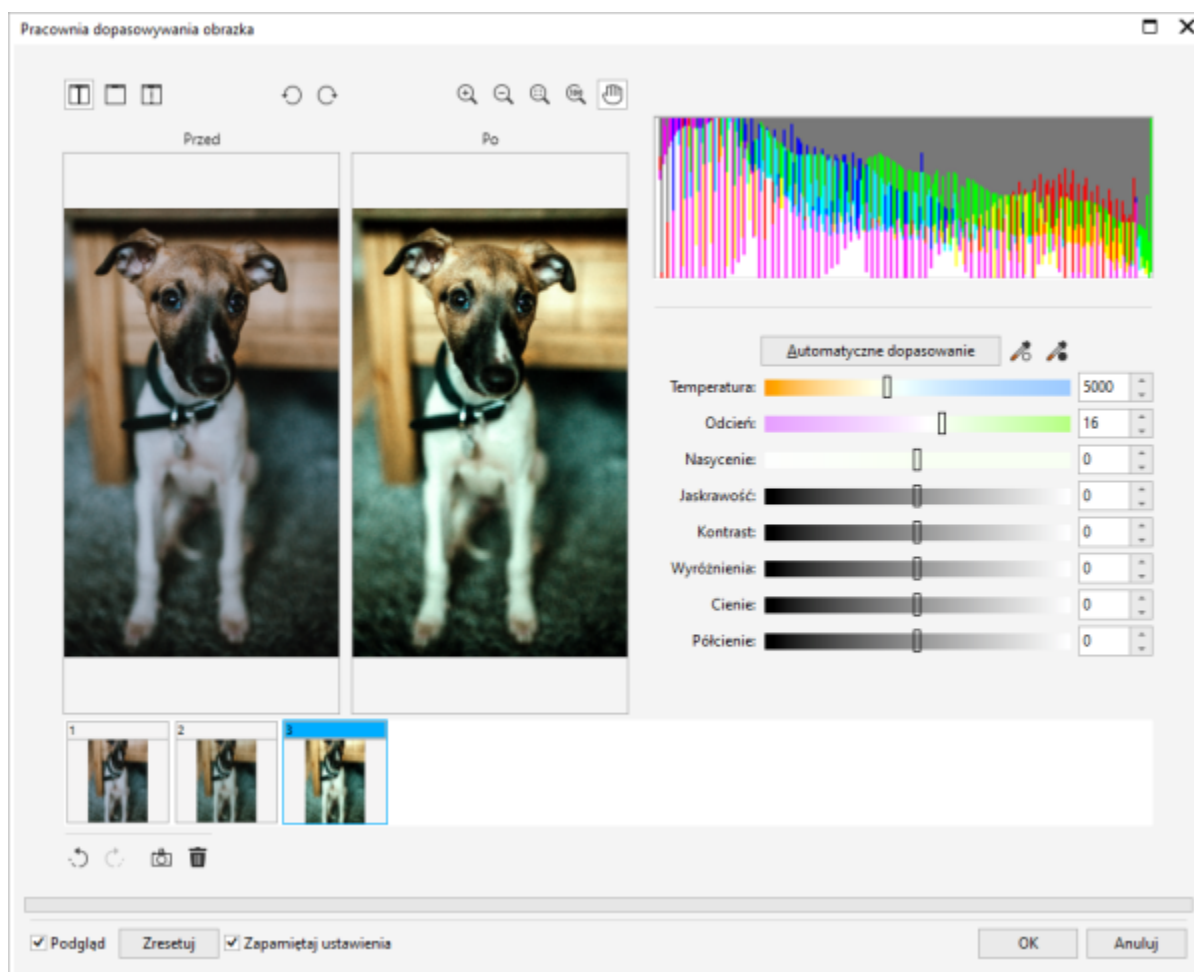 Pracownia dopasowywania obrazka
Przed
Po
Automatyczne dopasowanie
Temperatura: 5000
Odcień: 16
Nasycenie: 0
Jaskrawość: 0
Kontrast: 0
Wyróżnienia: 0
Cienie: 0
Półcienie: 0
1 2 3
Podgląd Zresetuj Zapamiętaj ustawienia OK Anuluj